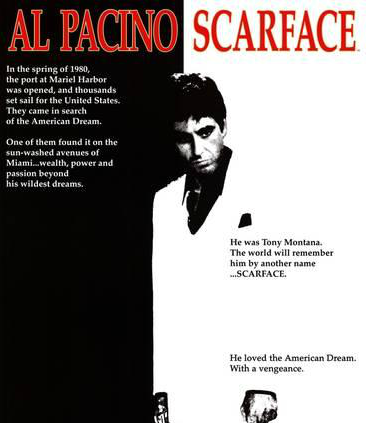 AL PACINO SCARFACE
In the spring of 1980,
the port at Mariel Harbor
was opened, and thousands
set sail for the United States.
They came in search
of the American Dream.
One of them found it on the
sun-washed avenues of
Miami...wealth, power and
passion beyond
his wildest dreams.
He was Tony Montana.
The world will remember
him by another name
...SCARFACE.
He loved the American Dream.
With a vengeance.